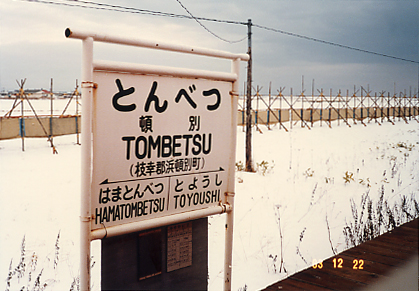 とんべつ
頓別
TOMBETSU
(枝幸郡浜頓別町)
はまとんべつ とようし
HAMATOMBETSU TOYOUSHI
83 12 22